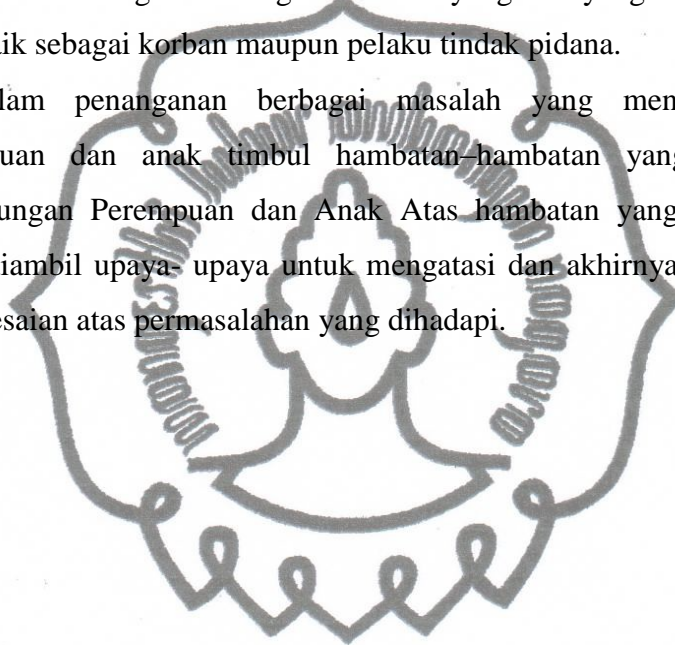 aik sebagai korban maupun pelaku tindak pidana.
lam penanganan berbagai masalah yang men
uan dan anak timbul hambatan–hambatan yang
ungan Perempuan dan Anak Atas hambatan yang
iambil upaya- upaya untuk mengatasi dan akhirnya
esaian atas permasalahan yang dihadapi.